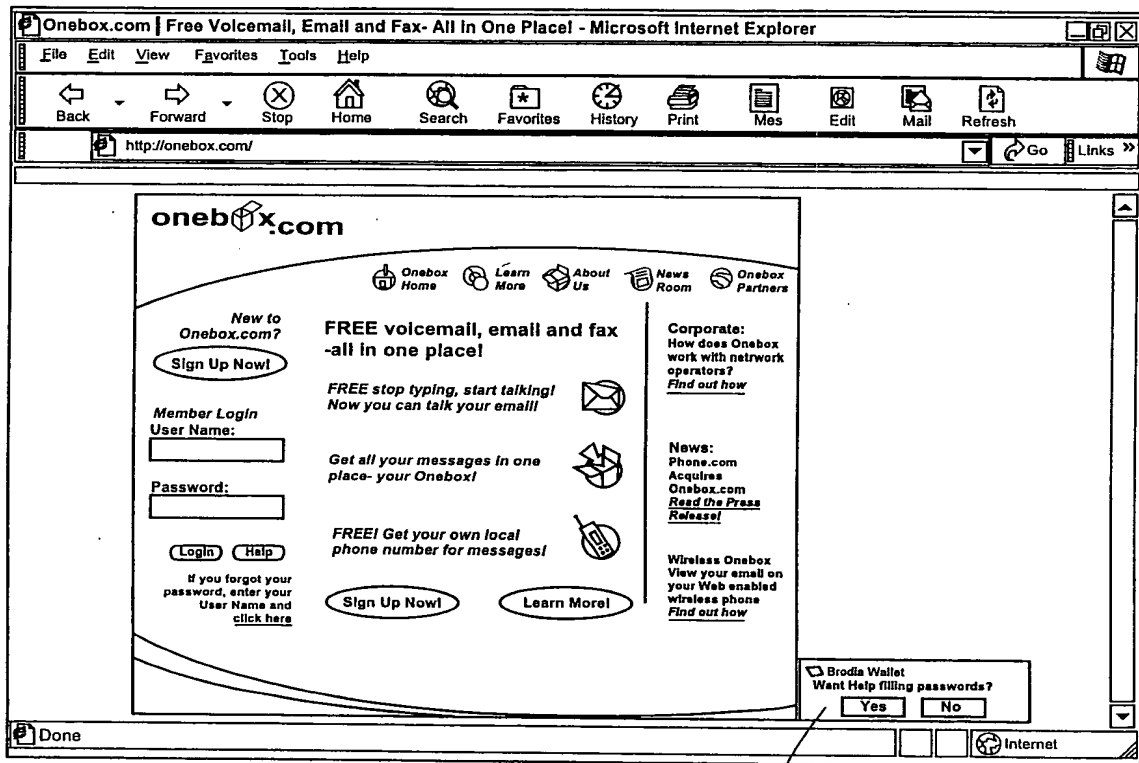 Onebox.com | Free Voicemail, Email and Fax- All in One Place! - Microsoft Internet Explorer
File Edit View Favorites Tools Help
Back Forward Stop Home Search Favorites History Print Mes Edit Mail Refresh
http://onebox.com/ Go Links »
onebox.com
Onebox Home
Learn More
About Us
News Room
Onebox Partners
New to
Onebox.com?
Sign Up Now!
Member Login
User Name:
Password:
Login Help
If you forgot your
password, enter your
User Name and
click here
FREE voicemail, email and fax
-all in one place!
FREE stop typing, start talking!
Now you can talk your email!
Get all your messages in one
place- your Onebox!
FREE! Get your own local
phone number for messages!
Sign Up Now! Learn More!
Corporate:
How does Onebox
work with netrwork
operators?
Find out how
News:
Phone.com
Acquires
Onebox.com
Read the Press
Release!
Wireless Onebox
View your email on
your Web enabled
wireless phone
Find out how
Brodia Wallet
Want Help filling passwords?
Yes No
Done Internet